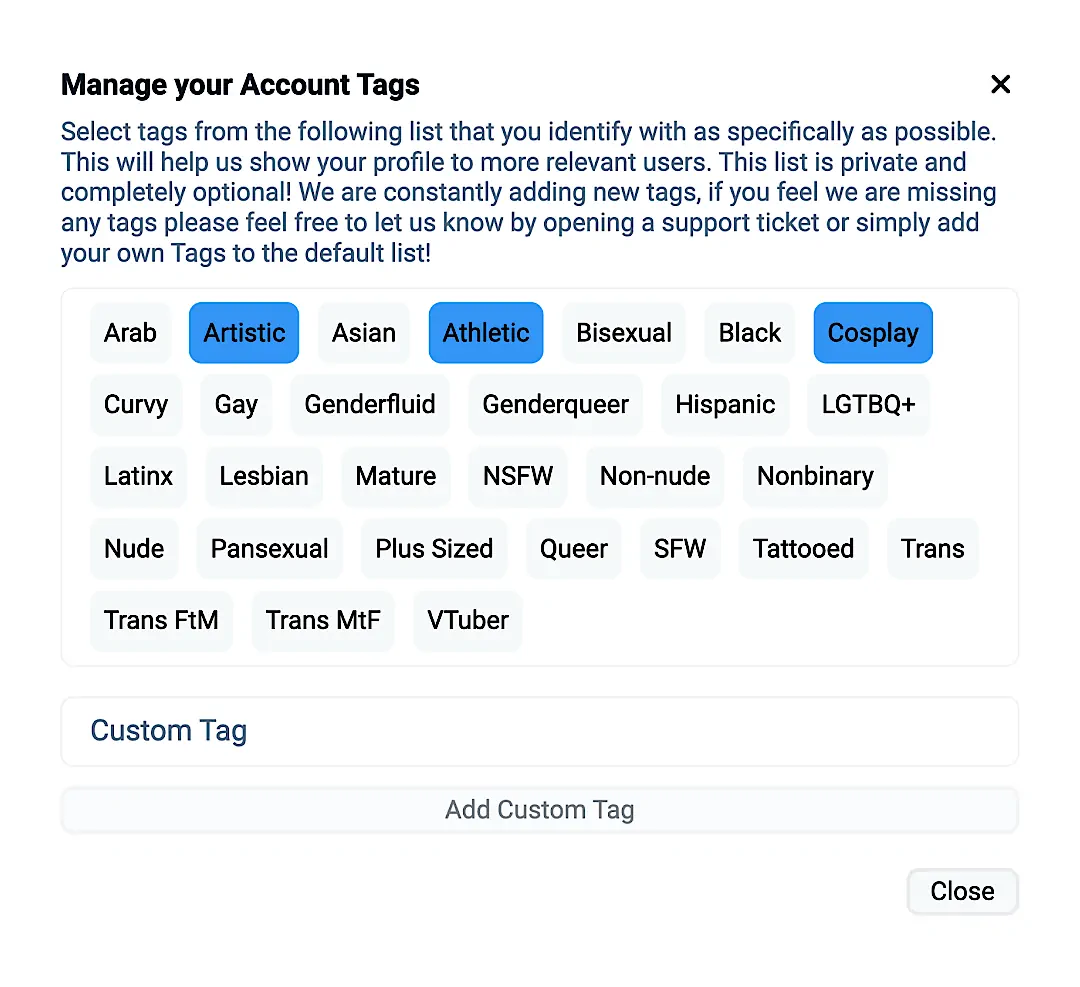 Manage your Account Tags
Select tags from the following list that you identify with as specifically as possible.
This will help us show your profile to more relevant users. This list is private and
completely optional! We are constantly adding new tags, if you feel we are missing
any tags please feel free to let us know by opening a support ticket or simply add
your own Tags to the default list!
Arab Artistic Asian Athletic Bisexual Black Cosplay
Curvy Gay Genderfluid Genderqueer Hispanic LGTBQ+
Latinx Lesbian Mature NSFW Non-nude Nonbinary
Nude Pansexual Plus Sized Queer SFW Tattooed Trans
Trans FtM Trans MtF VTuber
Custom Tag
Add Custom Tag
Close